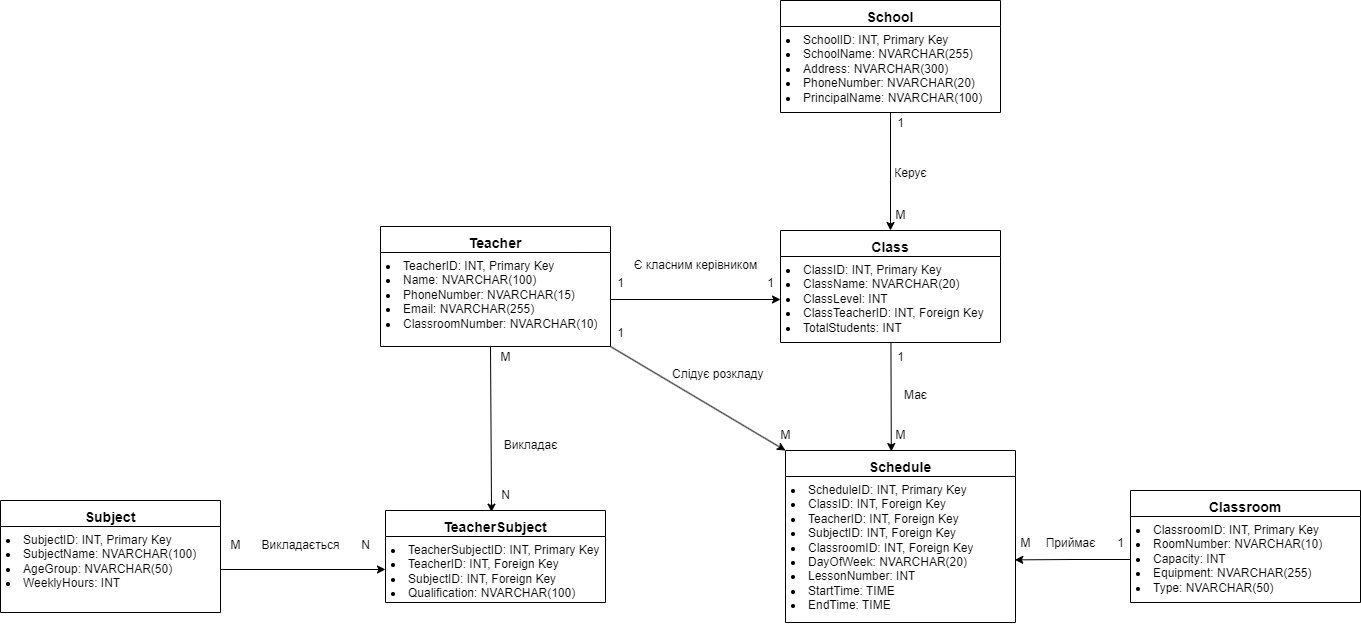 School
SchoolID: INT, Primary Key
SchoolName: NVARCHAR(255)
Address: NVARCHAR(300)
PhoneNumber: NVARCHAR(20)
PrincipalName: NVARCHAR(100)
1
Керує
M
Teacher
TeacherID: INT, Primary Key
Name: NVARCHAR(100)
PhoneNumber: NVARCHAR(15)
Email: NVARCHAR(255)
ClassroomNumber: NVARCHAR(10)
Є класним керівником
1
1
Class
ClassID: INT, Primary Key
ClassName: NVARCHAR(20)
ClassLevel: INT
ClassTeacherID: INT, Foreign Key
TotalStudents: INT
1
Слідує розкладу
M
1
Має
M
M
Викладає
N
Subject
SubjectID: INT, Primary Key
SubjectName: NVARCHAR(100)
AgeGroup: NVARCHAR(50)
WeeklyHours: INT
M
Викладається
N
TeacherSubject
TeacherSubjectID: INT, Primary Key
TeacherID: INT, Foreign Key
SubjectID: INT, Foreign Key
Qualification: NVARCHAR(100)
Schedule
ScheduleID: INT, Primary Key
ClassID: INT, Foreign Key
TeacherID: INT, Foreign Key
SubjectID: INT, Foreign Key
ClassroomID: INT, Foreign Key
DayOfWeek: NVARCHAR(20)
LessonNumber: INT
StartTime: TIME
EndTime: TIME
M
Приймає
1
Classroom
ClassroomID: INT, Primary Key
RoomNumber: NVARCHAR(10)
Capacity: INT
Equipment: NVARCHAR(255)
Type: NVARCHAR(50)